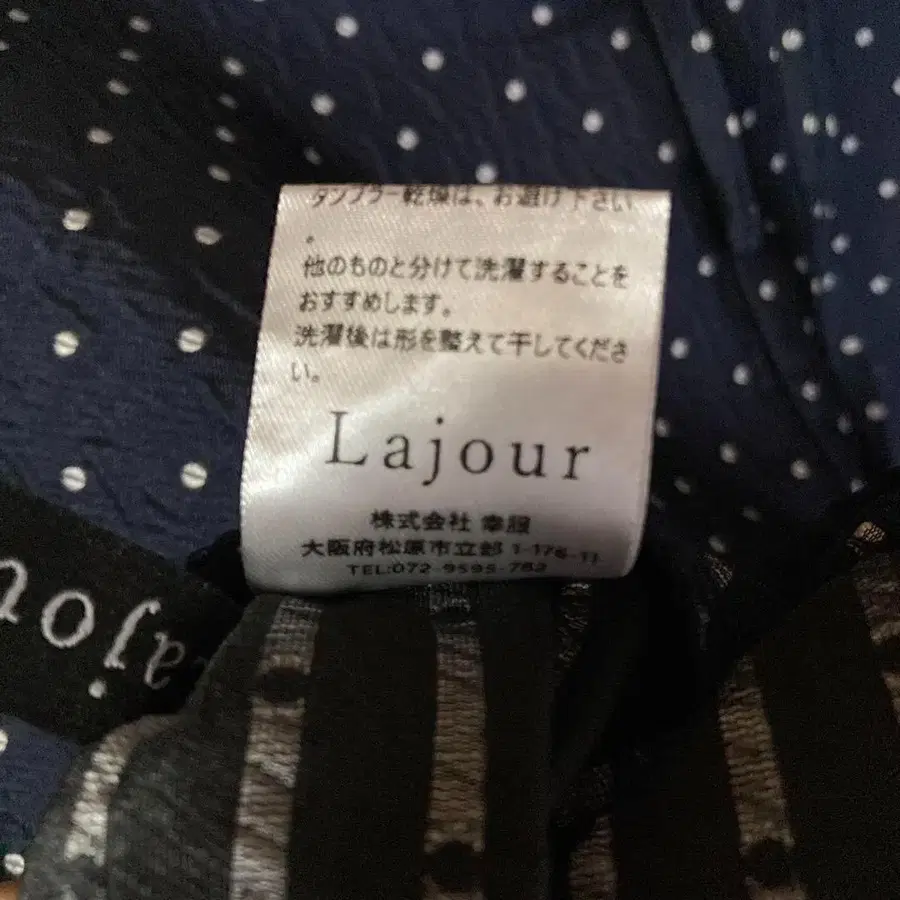 タンブラー乾燥は、お避け下さい
。
他のものと分けて洗濯することを
おすすめします。
洗濯後は形を整えて干してくださ
い。
Lajour
株式会社 幸服
大阪府松原市立部 1-176-11
TEL:072-9595-782
ajou